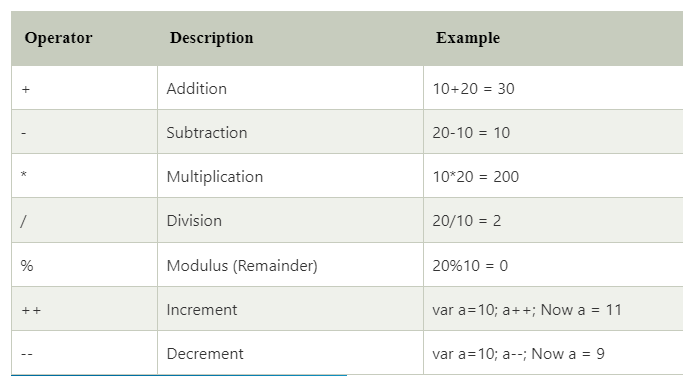 Operator Description Example
+ Addition 10+20 = 30
- Subtraction 20-10 = 10
* Multiplication 10*20 = 200
/ Division 20/10 = 2
% Modulus (Remainder) 20%10 = 0
++ Increment var a=10; a++; Now a = 11
-- Decrement var a=10; a--; Now a = 9